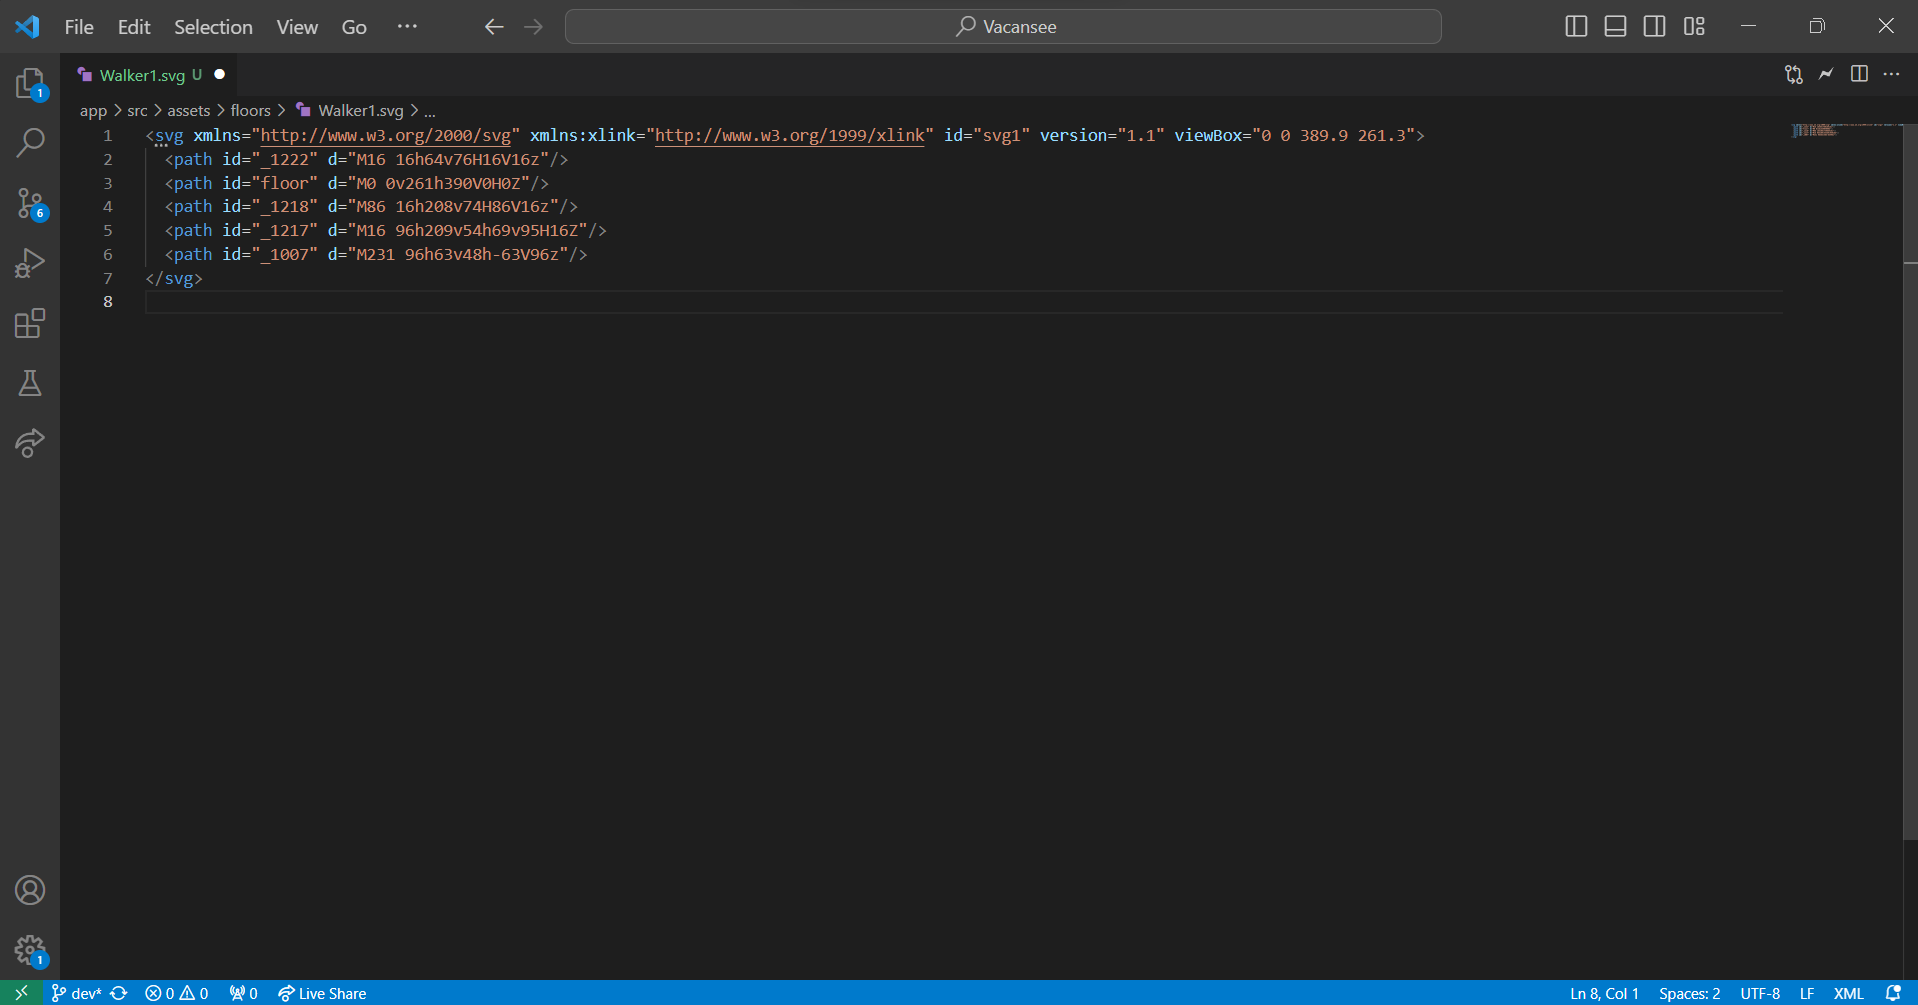 File Edit Selection View Go ··· Vacansee
Walker1.svg U
app > src > assets > floors > Walker1.svg > ...
1 <svg xmlns="http://www.w3.org/2000/svg" xmlns:xlink="http://www.w3.org/1999/xlink" id="svg1" version="1.1" viewBox="0 0 389.9 261.3">
2 <path id="_1222" d="M16 16h64v76H16V16z"/>
3 <path id="floor" d="M0 0v261h390V0H0Z"/>
4 <path id="_1218" d="M86 16h208v74H86V16z"/>
5 <path id="_1217" d="M16 96h209v54h69v95H16Z"/>
6 <path id="_1007" d="M231 96h63v48h-63V96z"/>
7 </svg>
8
1
6
1
dev* 0 0 0 Live Share Ln 8, Col 1 Spaces: 2 UTF-8 LF XML